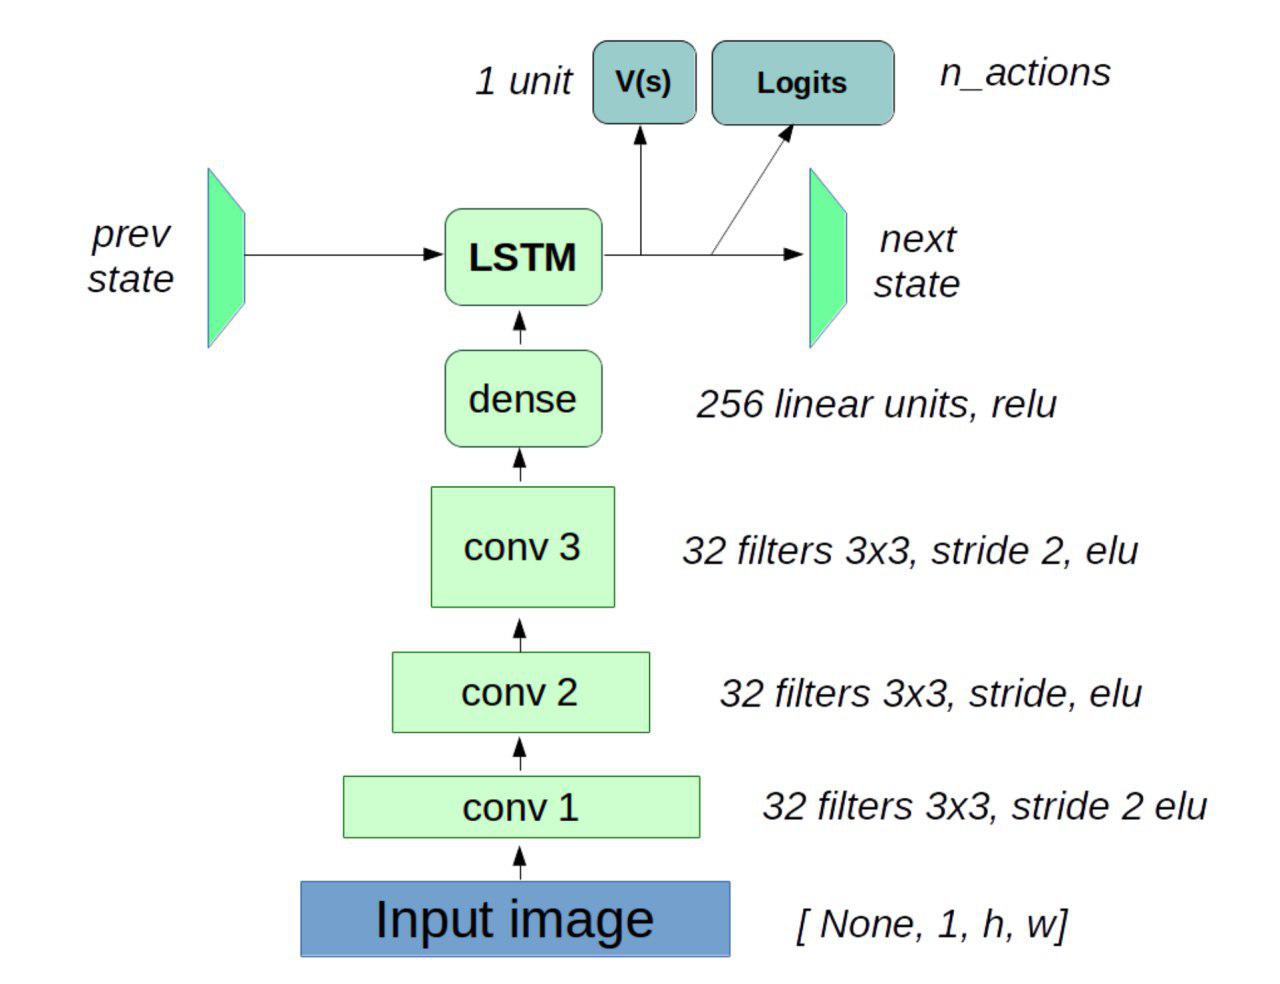 1 unit
V(s)
Logits
n_actions
prev
state
LSTM
next
state
dense
256 linear units, relu
conv 3
32 filters 3x3, stride 2, elu
conv 2
32 filters 3x3, stride, elu
conv 1
32 filters 3x3, stride 2 elu
Input image
[ None, 1, h, w]